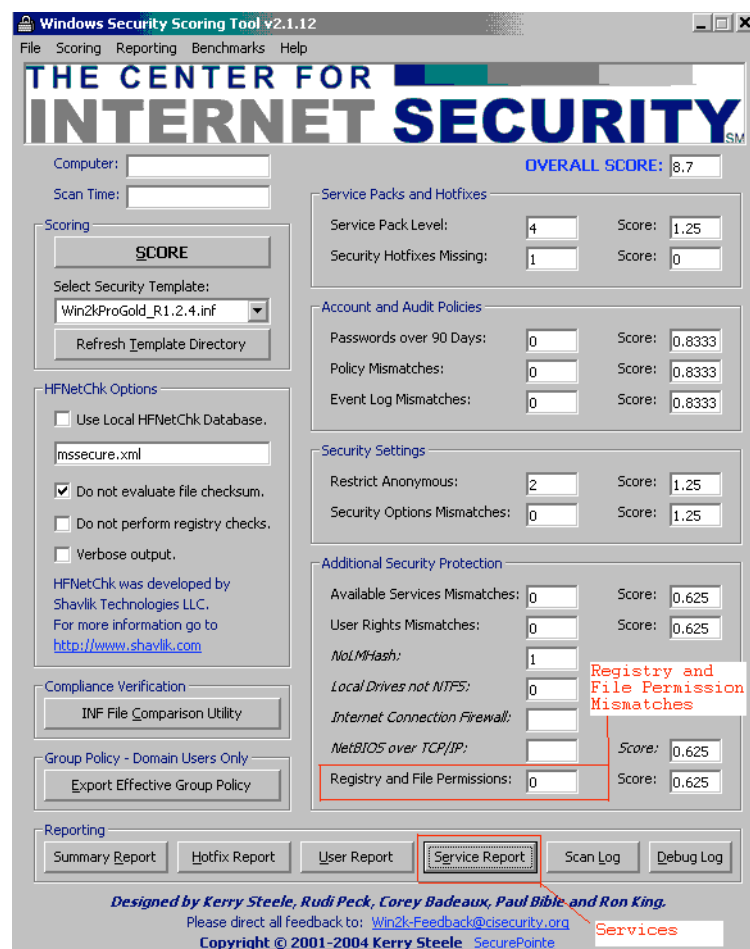 Windows Security Scoring Tool v2.1.12
File Scoring Reporting Benchmarks Help
THE CENTER FOR
INTERNET SECURITY SM
Computer:
OVERALL SCORE: 8.7
Scan Time:
Service Packs and Hotfixes
Service Pack Level: 4 Score: 1.25
Security Hotfixes Missing: 1 Score: 0
Scoring
SCORE
Select Security Template:
Win2kProGold_R1.2.4.inf
Refresh Template Directory
Account and Audit Policies
Passwords over 90 Days: 0 Score: 0.8333
Policy Mismatches: 0 Score: 0.8333
Event Log Mismatches: 0 Score: 0.8333
HFNetChk Options
Use Local HFNetChk Database.
mssecure.xml
Do not evaluate file checksum.
Do not perform registry checks.
Verbose output.
HFNetChk was developed by
Shavlik Technologies LLC.
For more information go to
http://www.shavlik.com
Security Settings
Restrict Anonymous: 2 Score: 1.25
Security Options Mismatches: 0 Score: 1.25
Additional Security Protection
Available Services Mismatches: 0 Score: 0.625
User Rights Mismatches: 0 Score: 0.625
NoLMHash: 1
Local Drives not NTFS: 0
Internet Connection Firewall:
NetBIOS over TCP/IP: Score: 0.625
Registry and File Permissions: 0 Score: 0.625
Registry and
File Permission
Mismatches
Compliance Verification
INF File Comparison Utility
Group Policy - Domain Users Only
Export Effective Group Policy
Reporting
Summary Report Hotfix Report User Report Service Report Scan Log Debug Log
Designed by Kerry Steele, Rudi Peck, Corey Badeaux, Paul Bible and Ron King.
Please direct all feedback to: Win2k-Feedback@cisecurity.org
Services
Copyright © 2001-2004 Kerry Steele SecurePointe